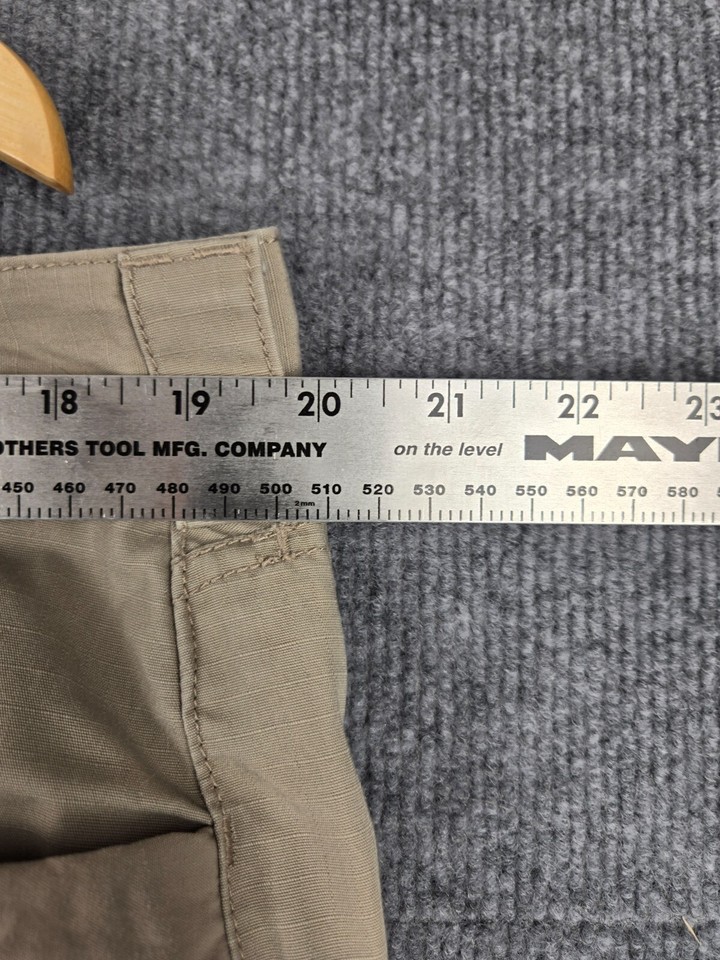 18 19 20 21 22 23
OTHERS TOOL MFG. COMPANY on the level MAY
450 460 470 480 490 500 510 520 530 540 550 560 570 580
2mm